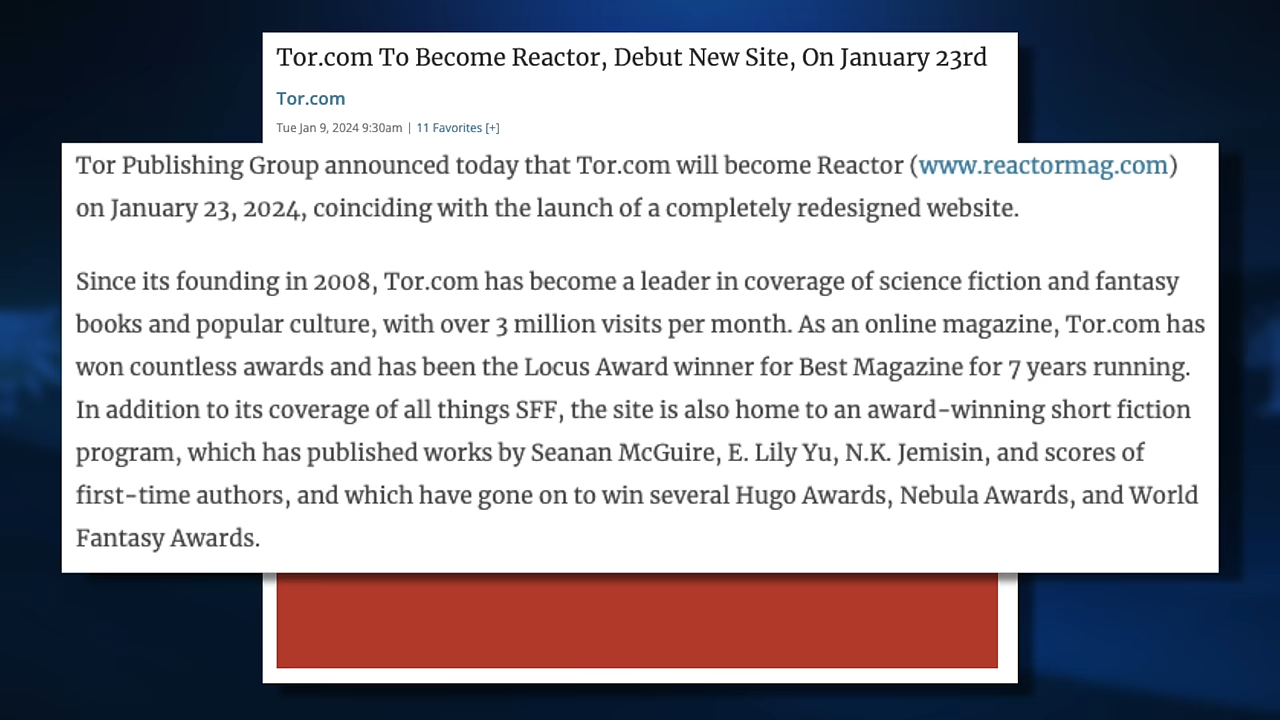 Tor.com To Become Reactor, Debut New Site, On January 23rd
Tor.com
Tue Jan 9, 2024 9:30am | 11 Favorites [+]
Tor Publishing Group announced today that Tor.com will become Reactor (www.reactormag.com)
on January 23, 2024, coinciding with the launch of a completely redesigned website.
Since its founding in 2008, Tor.com has become a leader in coverage of science fiction and fantasy
books and popular culture, with over 3 million visits per month. As an online magazine, Tor.com has
won countless awards and has been the Locus Award winner for Best Magazine for 7 years running.
In addition to its coverage of all things SFF, the site is also home to an award-winning short fiction
program, which has published works by Seanan McGuire, E. Lily Yu, N.K. Jemisin, and scores of
first-time authors, and which have gone on to win several Hugo Awards, Nebula Awards, and World
Fantasy Awards.